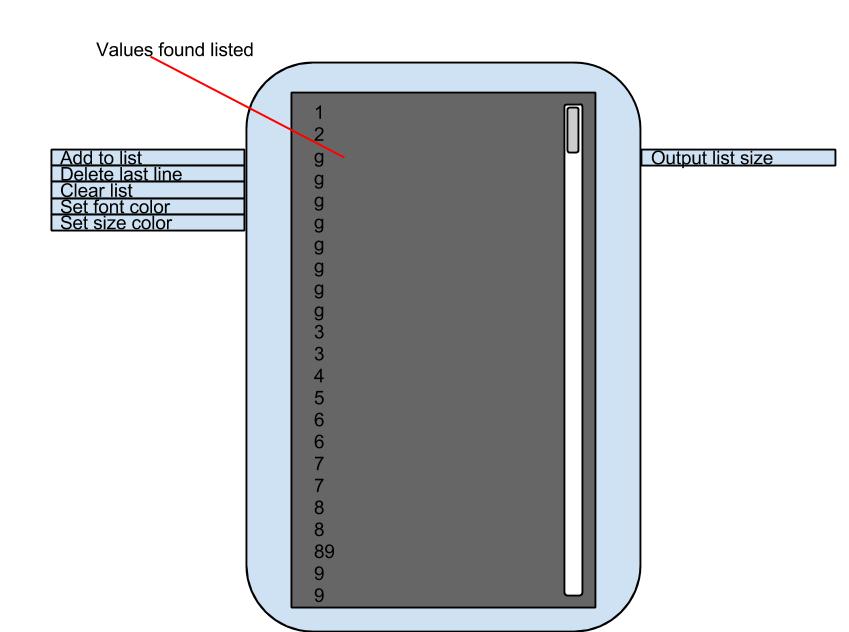 Values found listed
Add to list
Delete last line
Clear list
Set font color
Set size color
1
2
g
g
g
g
g
g
g
g
3
3
4
5
6
6
7
7
8
8
89
9
9
Output list size